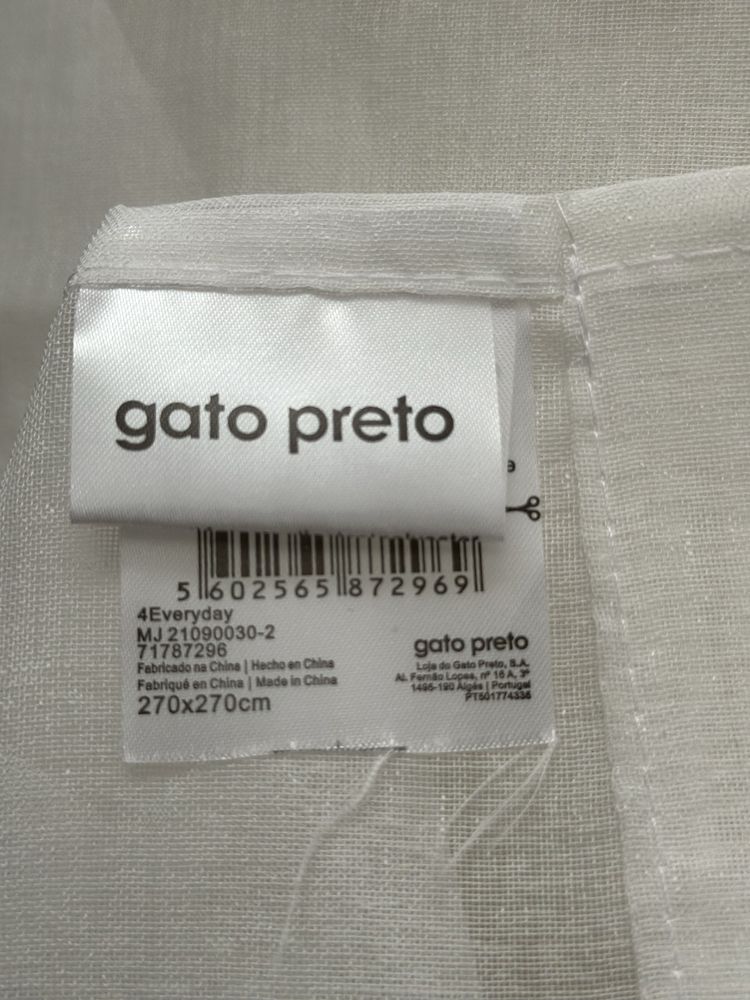 gato preto
5 602565 872969
4Everyday
MJ 21090030-2
71787296
Fabricado na China | Hecho en China
Fabriqué en China | Made in China
270x270cm
gato preto
Loja do Gato Preto, S.A.
Al. Fernão Lopes, nº 16 A, 3º
1495-190 Algés | Portugal
PT501774335